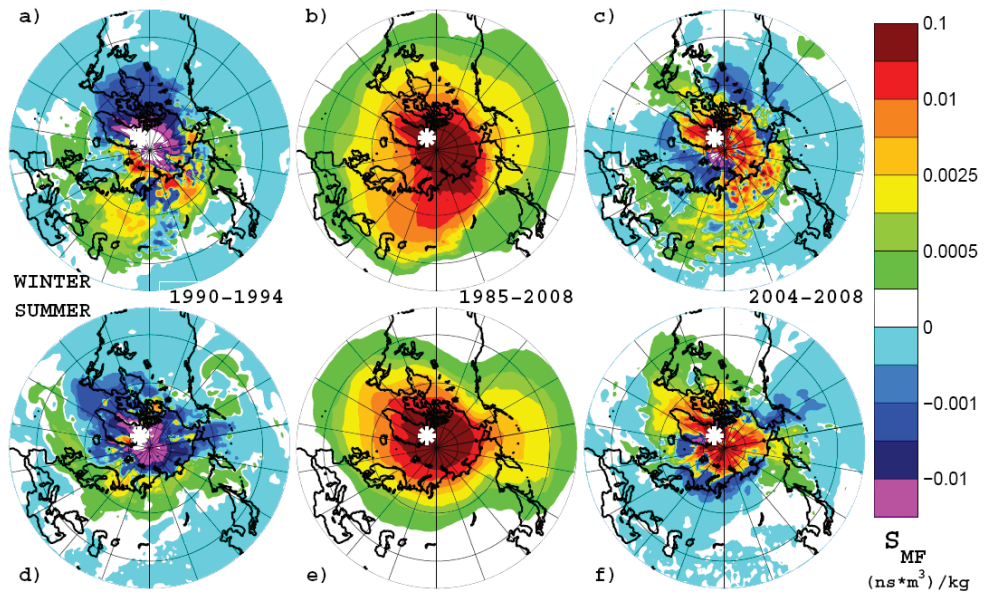 a)
b)
c)
0.1
0.01
0.0025
0.0005
0
−0.001
−0.01
WINTER
SUMMER
1990-1994
1985-2008
2004-2008
d)
e)
f)
S MF
(ns*m³)/kg